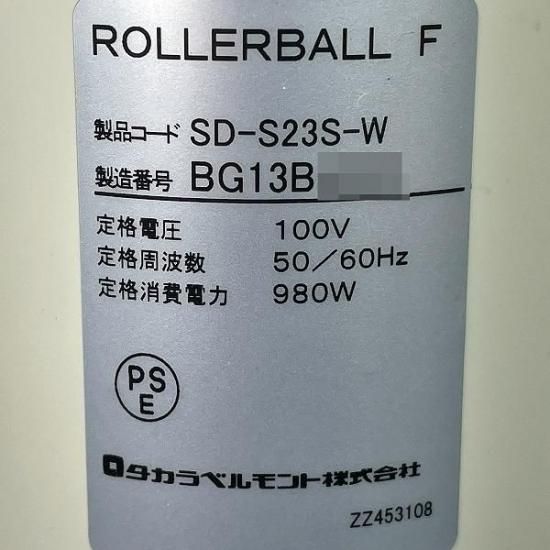 ROLLERBALL F
製品コード SD-S23S-W
製造番号 BG13B
定格電圧 100V
定格周波数 50/60Hz
定格消費電力 980W
PS
E
タカラベルモント株式会社
ZZ453108